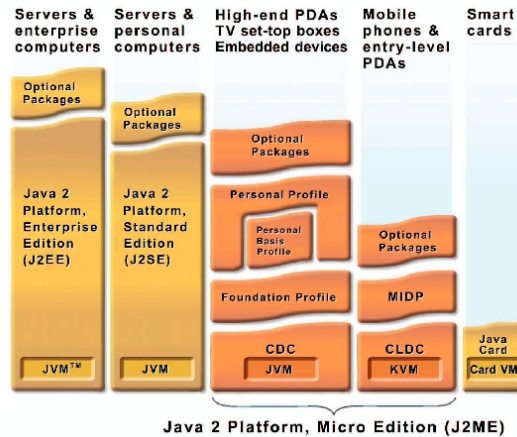 Servers &
enterprise
computers
Servers &
personal
computers
High-end PDAs
TV set-top boxes
Embedded devices
Mobile
phones &
entry-level
PDAs
Smart
cards
Optional
Packages
Java 2
Platform,
Enterprise
Edition
(J2EE)
JVM™
Optional
Packages
Java 2
Platform,
Standard
Edition
(J2SE)
JVM
Optional
Packages
Personal Profile
Personal
Basis
Profile
Foundation Profile
CDC
JVM
Optional
Packages
MIDP
CLDC
KVM
Java
Card
Card VM
Java 2 Platform, Micro Edition (J2ME)